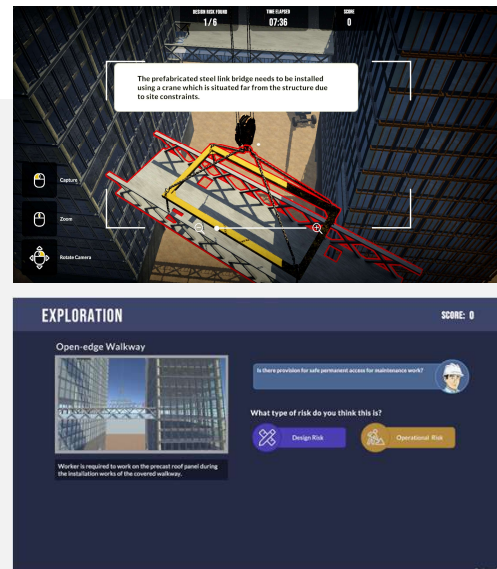 DESIGN RISK FOUND
1/6
TIME ELAPSED
07:36
SCORE
0
The prefabricated steel link bridge needs to be installed
using a crane which is situated far from the structure due
to site constraints.
Capture
Zoom
Rotate Camera
EXPLORATION
SCORE: 0
Open-edge Walkway
Is there provision for safe permanent access for maintenance work?
What type of risk do you think this is?
Design Risk
Operational Risk
Worker is required to work on the precast roof panel during
the installation works of the covered walkway.